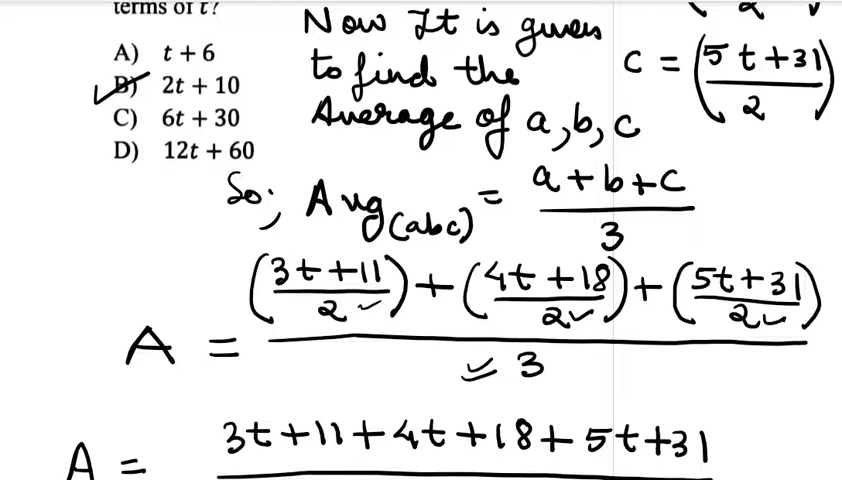 terms of t?
Now It is given
to find the
Average of a,b,c
c = (5t+31/2)
A) t + 6
B) 2t + 10
C) 6t + 30
D) 12t + 60
So; Avg(abc) = a+b+c/3
A = (3t+11/2) + (4t+18/2) + (5t+31/2)/3
A = 3t+11+4t+18+5t+31